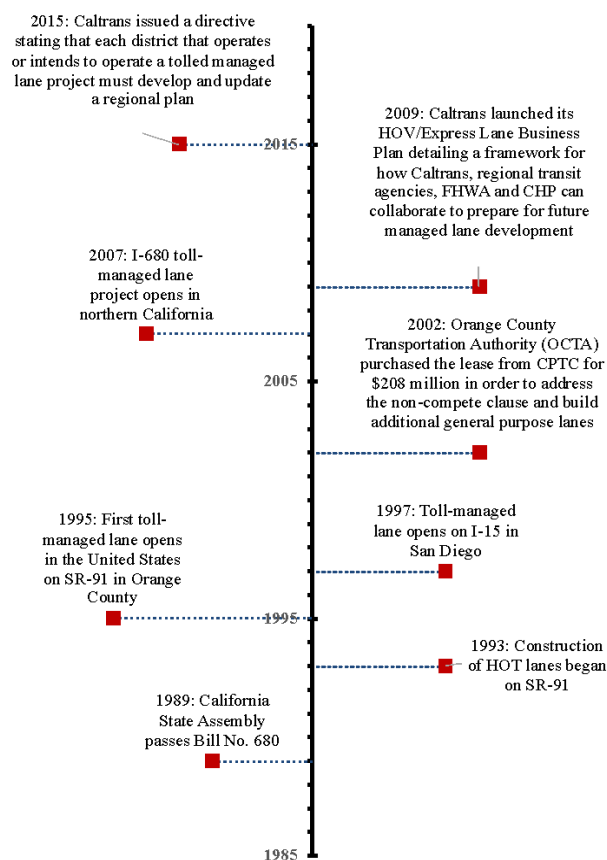 2015: Caltrans issued a directive
stating that each district that operates
or intends to operate a tolled managed
lane project must develop and update
a regional plan
2015
2009: Caltrans launched its
HOV/Express Lane Business
Plan detailing a framework for
how Caltrans, regional transit
agencies, FHWA and CHP can
collaborate to prepare for future
managed lane development
2007: I-680 toll-
managed lane
project opens in
northern California
2002: Orange County
Transportation Authority (OCTA)
purchased the lease from CPTC for
$208 million in order to address
the non-compete clause and build
additional general purpose lanes
2005
1997: Toll-managed
lane opens on I-15 in
San Diego
1995: First toll-
managed lane opens
in the United States
on SR-91 in Orange
County
1995
1993: Construction
of HOT lanes began
on SR-91
1989: California
State Assembly
passes Bill No. 680
1985